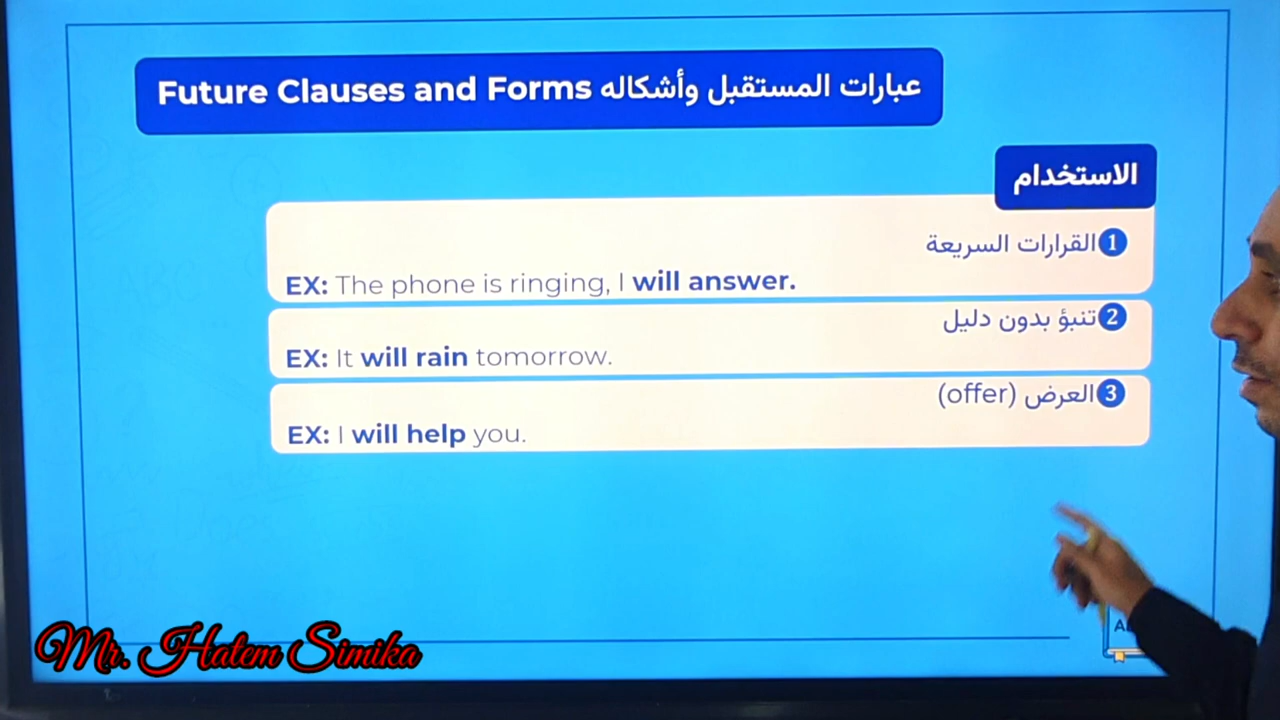 Future Clauses and Forms عبارات المستقبل وأشكاله
الاستخدام
1 القرارات السريعة
EX: The phone is ringing, I will answer.
2 تنبؤ بدون دليل
EX: It will rain tomorrow.
3 العرض (offer)
EX: I will help you.
Mr. Hatem Simika